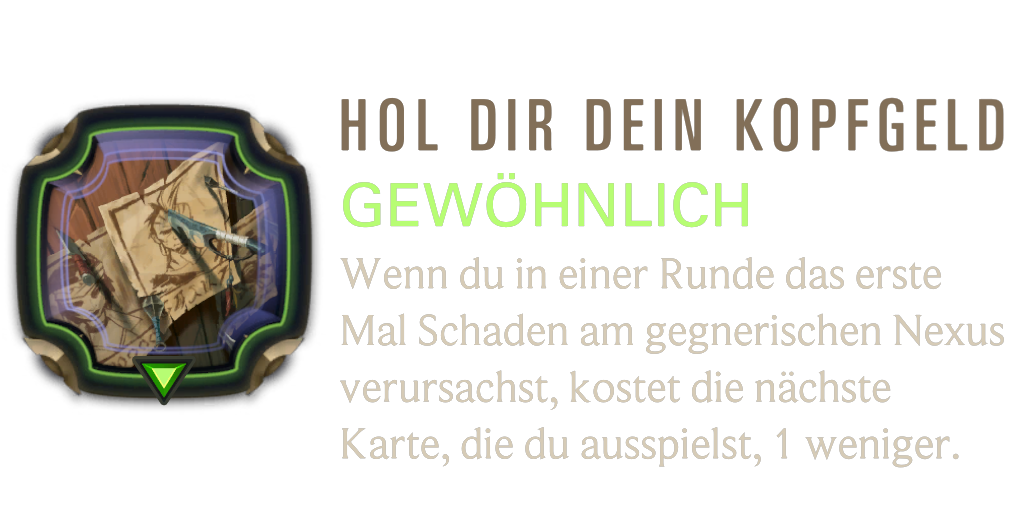 HOL DIR DEIN KOPFGELD
GEWÖHNLICH
Wenn du in einer Runde das erste
Mal Schaden am gegnerischen Nexus
verursachst, kostet die nächste
Karte, die du ausspielst, 1 weniger.